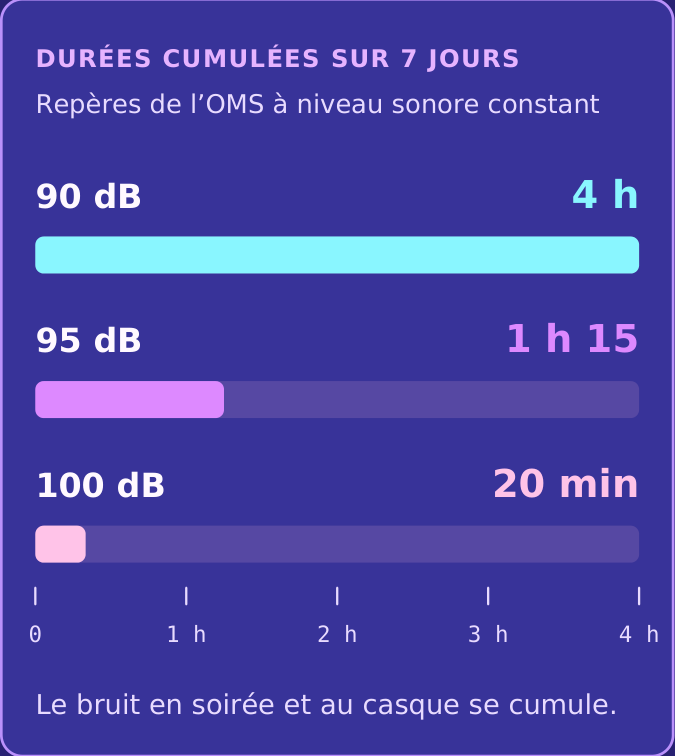 DURÉES CUMULÉES SUR 7 JOURS
Repères de l’OMS à niveau sonore constant
90 dB 4 h
95 dB 1 h 15
100 dB 20 min
0 1 h 2 h 3 h 4 h
Le bruit en soirée et au casque se cumule.